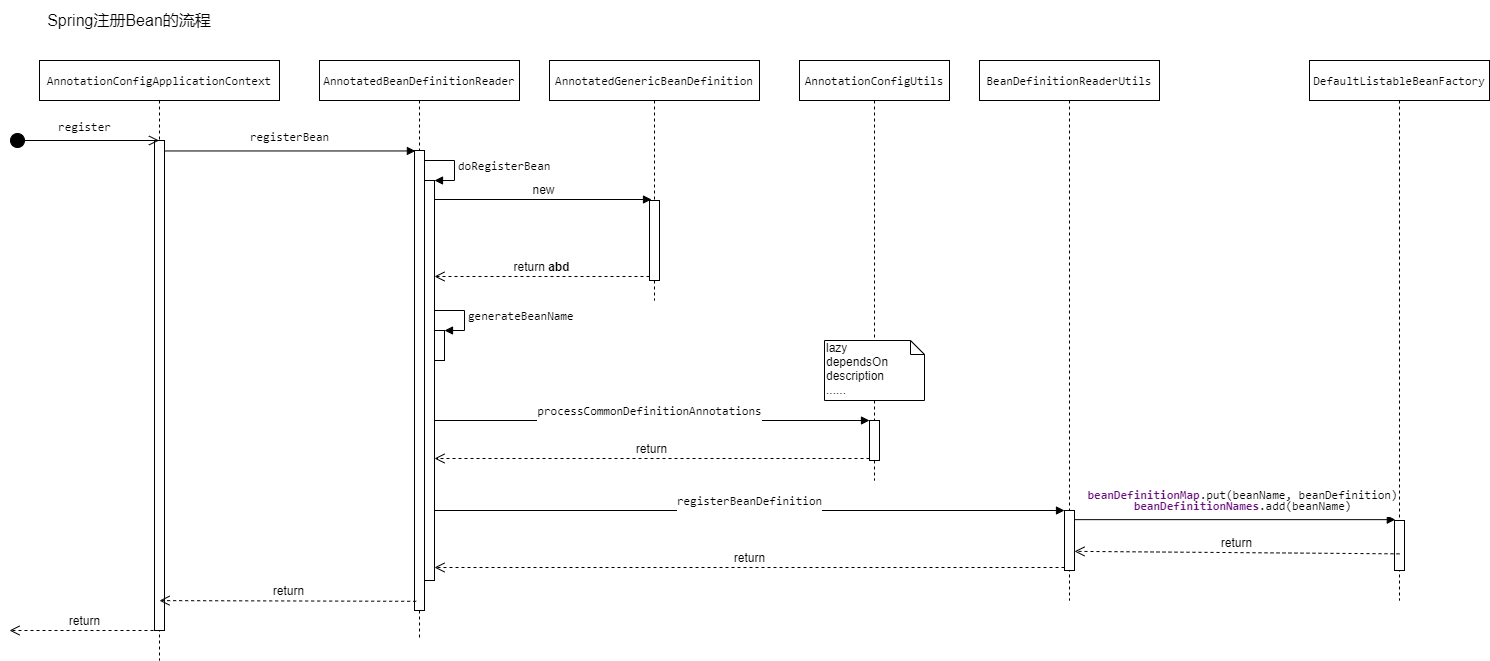 Spring注册Bean的流程
AnnotationConfigApplicationContext
AnnotatedBeanDefinitionReader
AnnotatedGenericBeanDefinition
AnnotationConfigUtils
BeanDefinitionReaderUtils
DefaultListableBeanFactory
register
registerBean
doRegisterBean
new
return abd
generateBeanName
lazy
dependsOn
description
......
processCommonDefinitionAnnotations
return
registerBeanDefinition
beanDefinitionMap.put(beanName, beanDefinition)
beanDefinitionNames.add(beanName)
return
return
return
return